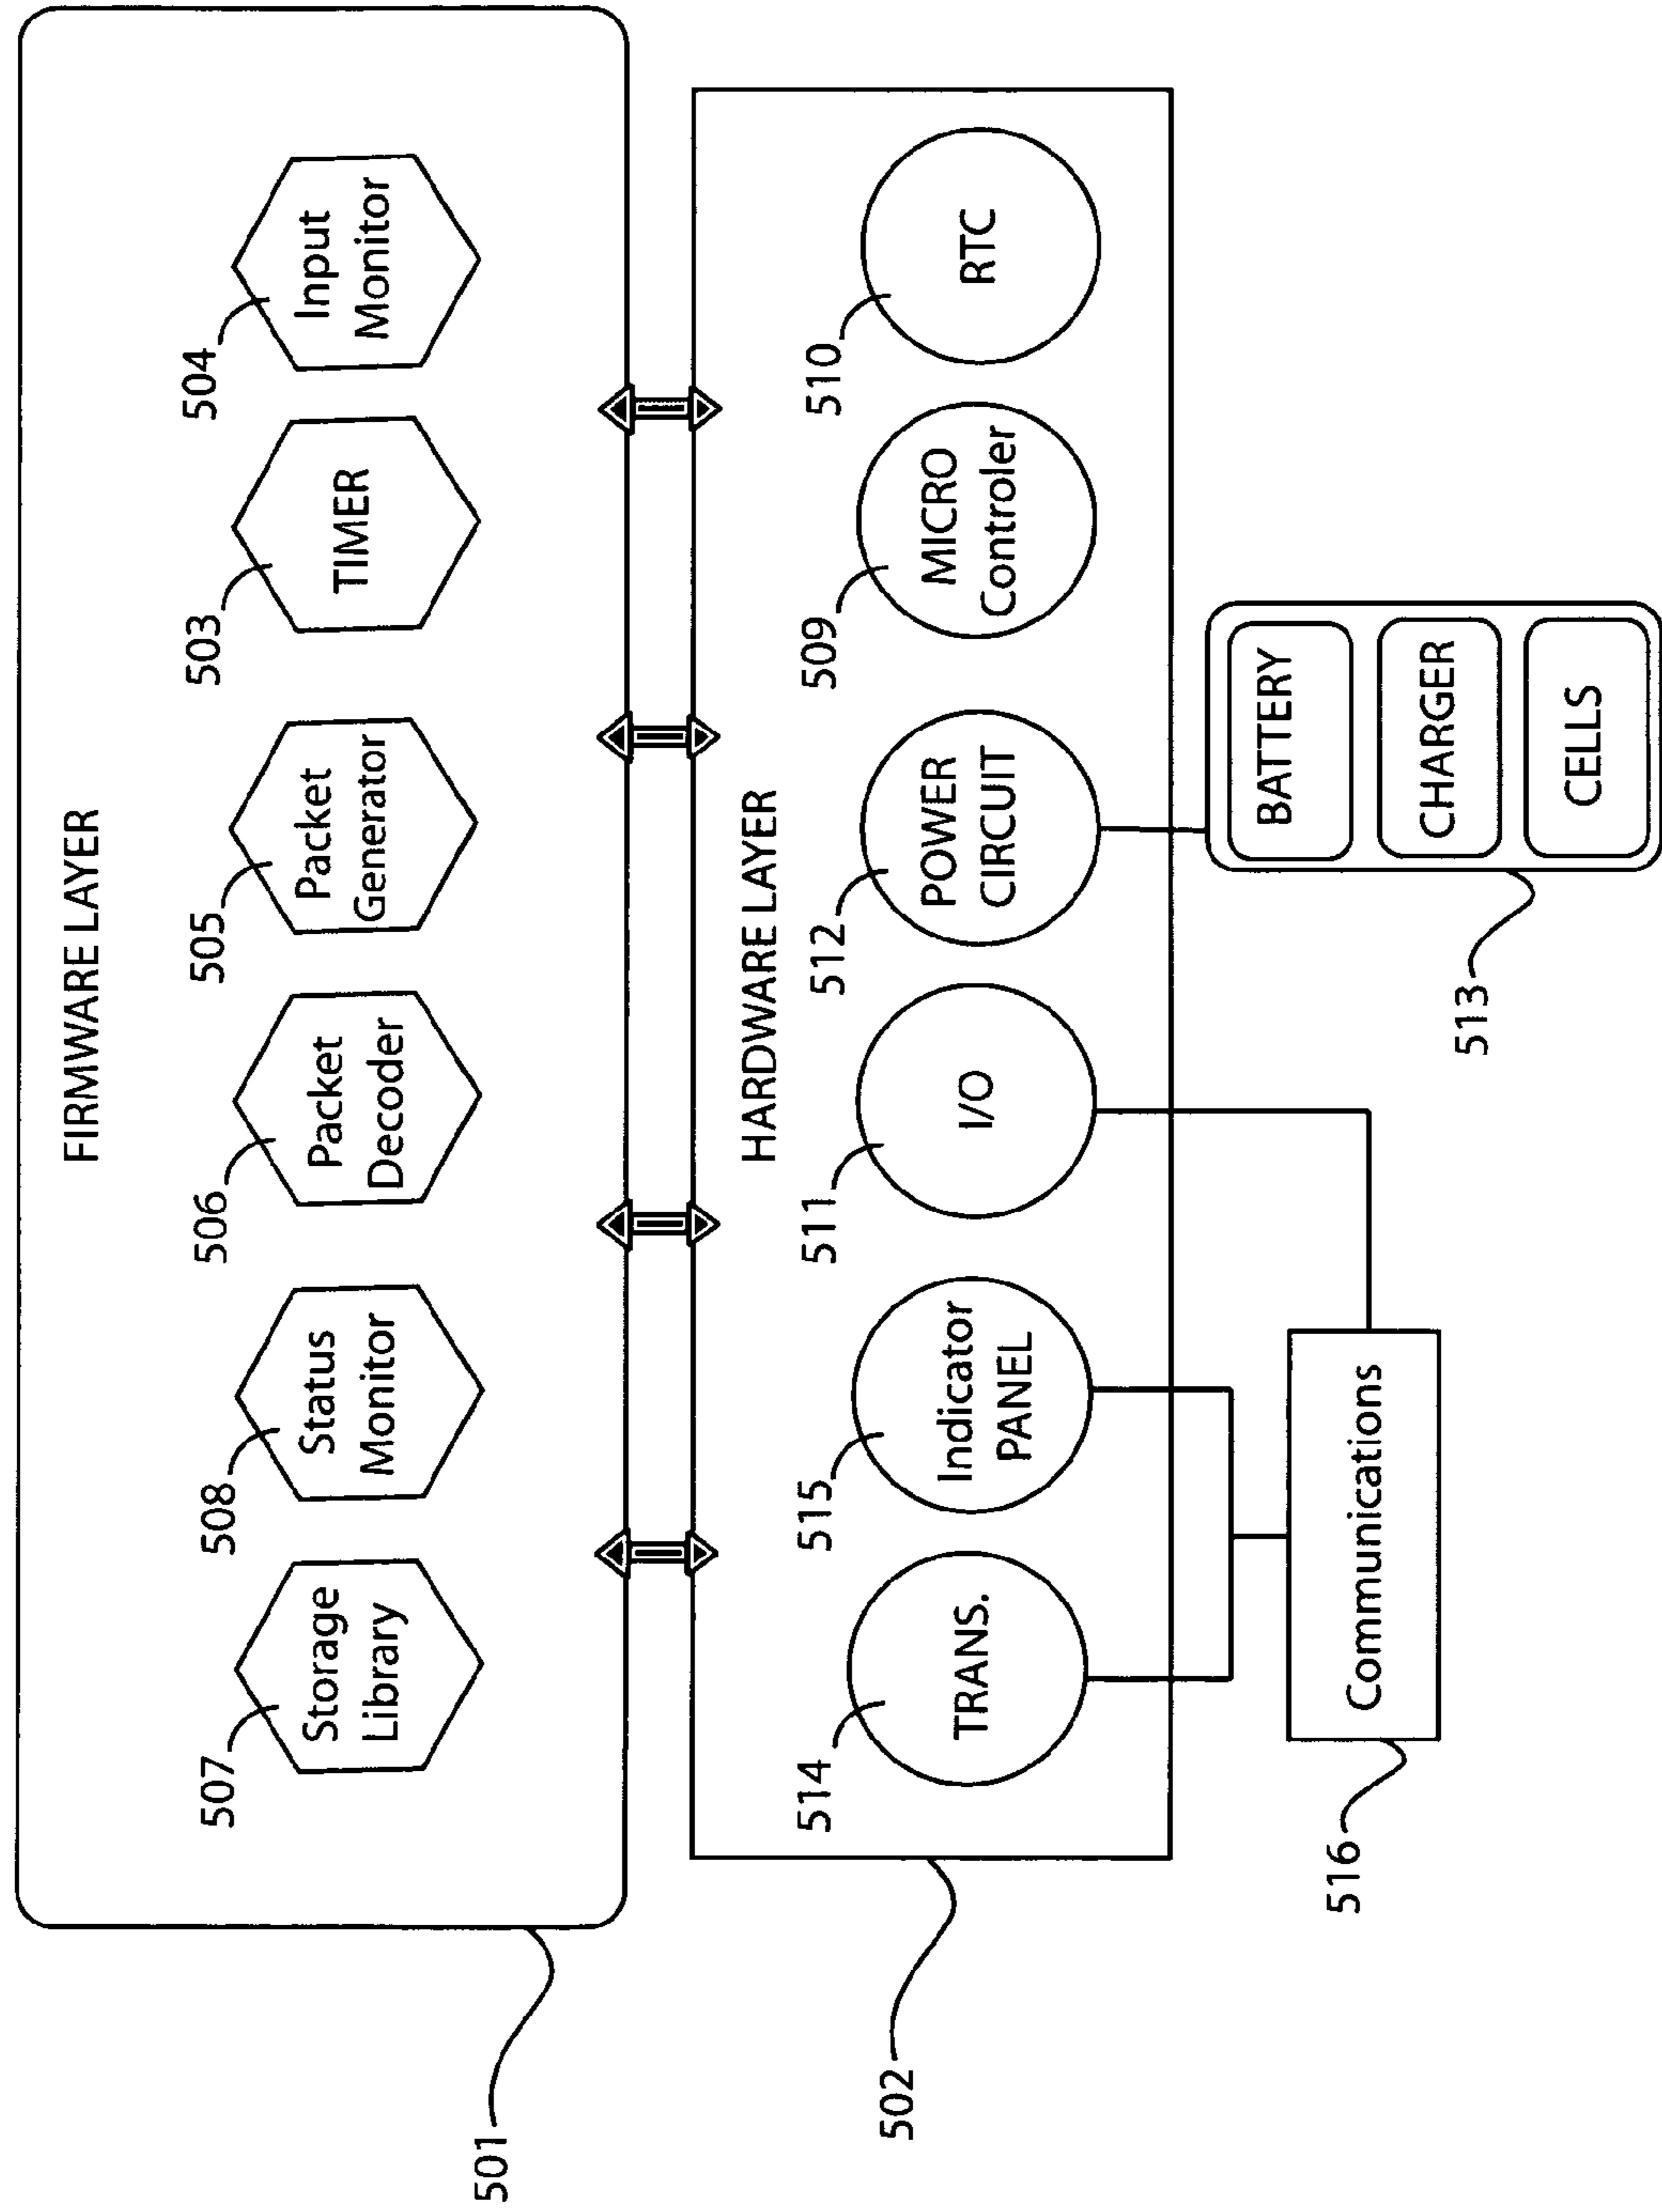 FIRMWARE LAYER
507
508
506
505
503
504
Storage
Library
Status
Monitor
Packet
Decoder
Packet
Generator
TIMER
Input
Monitor
501
HARDWARE LAYER
514
515
511
512
509
510
TRANS.
Indicator
PANEL
I/O
POWER
CIRCUIT
MICRO
Controler
RTC
502
BATTERY
CHARGER
CELLS
513
Communications
516